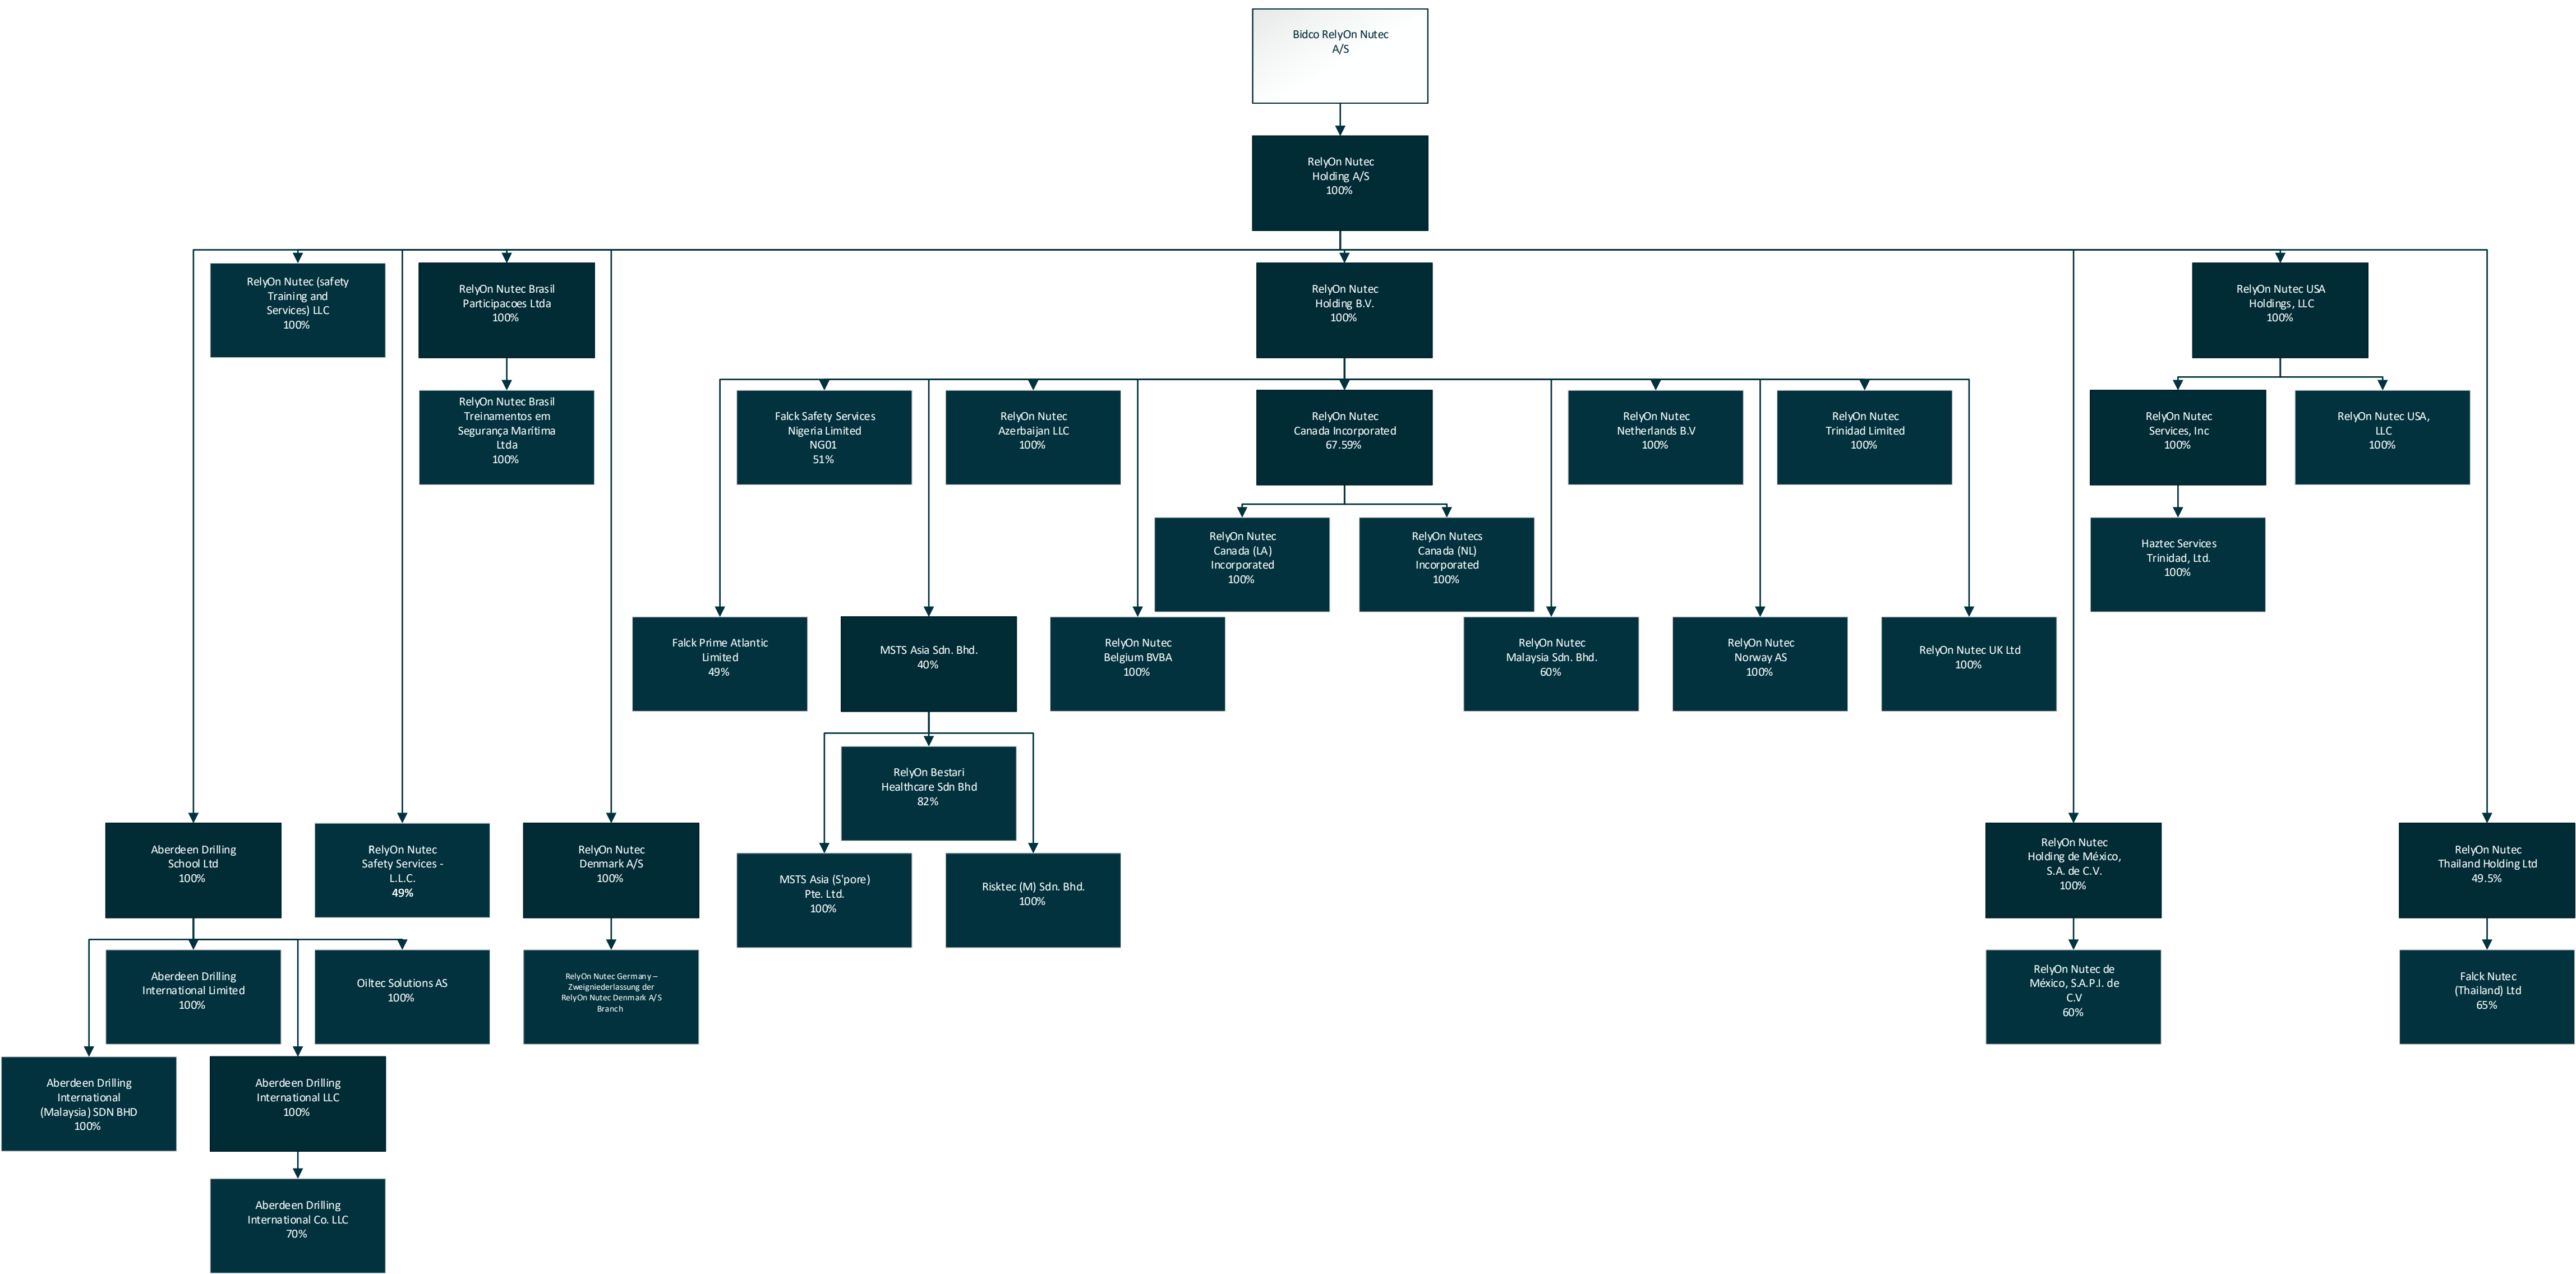 Bidco RelyOn Nutec
A/S
RelyOn Nutec
Holding A/S
100%
RelyOn Nutec (safety
Training and
Services) LLC
100%
RelyOn Nutec Brasil
Participacoes Ltda
100%
RelyOn Nutec
Holding B.V.
100%
RelyOn Nutec USA
Holdings, LLC
100%
RelyOn Nutec Brasil
Treinamentos em
Segurança Marítima
Ltda
100%
Falck Safety Services
Nigeria Limited
NG01
51%
RelyOn Nutec
Azerbaijan LLC
100%
RelyOn Nutec
Canada Incorporated
67.59%
RelyOn Nutec
Netherlands B.V
100%
RelyOn Nutec
Trinidad Limited
100%
RelyOn Nutec
Services, Inc
100%
RelyOn Nutec USA,
LLC
100%
RelyOn Nutec
Canada (LA)
Incorporated
100%
RelyOn Nutecs
Canada (NL)
Incorporated
100%
Haztec Services
Trinidad, Ltd.
100%
Falck Prime Atlantic
Limited
49%
MSTS Asia Sdn. Bhd.
40%
RelyOn Nutec
Belgium BVBA
100%
RelyOn Nutec
Malaysia Sdn. Bhd.
60%
RelyOn Nutec
Norway AS
100%
RelyOn Nutec UK Ltd
100%
RelyOn Bestari
Healthcare Sdn Bhd
82%
Aberdeen Drilling
School Ltd
100%
RelyOn Nutec
Safety Services -
L.L.C.
49%
RelyOn Nutec
Denmark A/S
100%
MSTS Asia (S'pore)
Pte. Ltd.
100%
Risktec (M) Sdn. Bhd.
100%
RelyOn Nutec
Holding de México,
S.A. de C.V.
100%
RelyOn Nutec
Thailand Holding Ltd
49.5%
Aberdeen Drilling
International Limited
100%
Oiltec Solutions AS
100%
RelyOn Nutec Germany –
Zweigniederlassung der
RelyOn Nutec Denmark A/S
Branch
RelyOn Nutec de
México, S.A.P.I. de
C.V
60%
Falck Nutec
(Thailand) Ltd
65%
Aberdeen Drilling
International
(Malaysia) SDN BHD
100%
Aberdeen Drilling
International LLC
100%
Aberdeen Drilling
International Co. LLC
70%